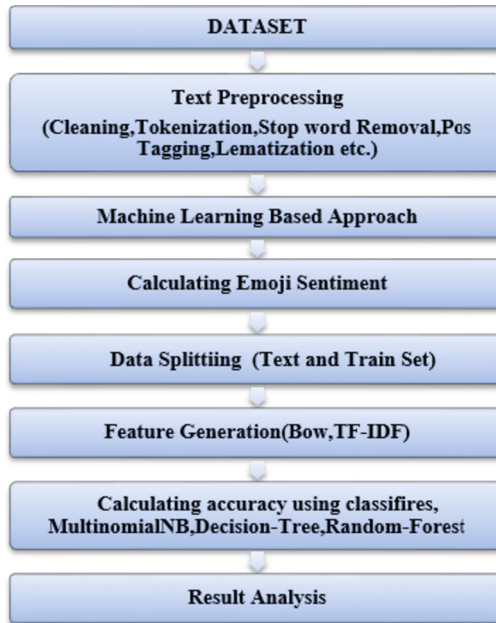 DATASET
Text Preprocessing
(Cleaning,Tokenization,Stop word Removal,Pos
Tagging,Lematization etc.)
Machine Learning Based Approach
Calculating Emoji Sentiment
Data Splittiing (Text and Train Set)
Feature Generation(Bow,TF-IDF)
Calculating accuracy using classifires,
MultinomialNB,Decision-Tree,Random-Forest
Result Analysis